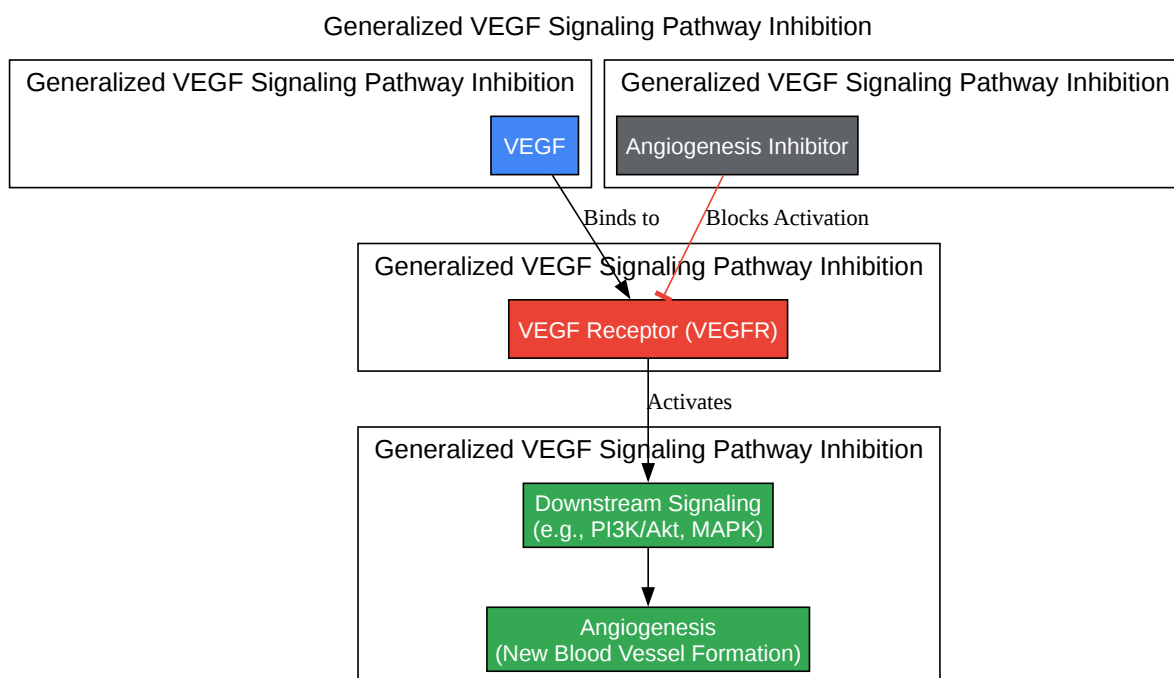 Generalized VEGF Signaling Pathway Inhibition
Generalized VEGF Signaling Pathway Inhibition
Generalized VEGF Signaling Pathway Inhibition
VEGF
Angiogenesis Inhibitor
Binds to
Blocks Activation
Generalized VEGF Signaling Pathway Inhibition
VEGF Receptor (VEGFR)
Activates
Generalized VEGF Signaling Pathway Inhibition
Downstream Signaling
(e.g., PI3K/Akt, MAPK)
Angiogenesis
(New Blood Vessel Formation)